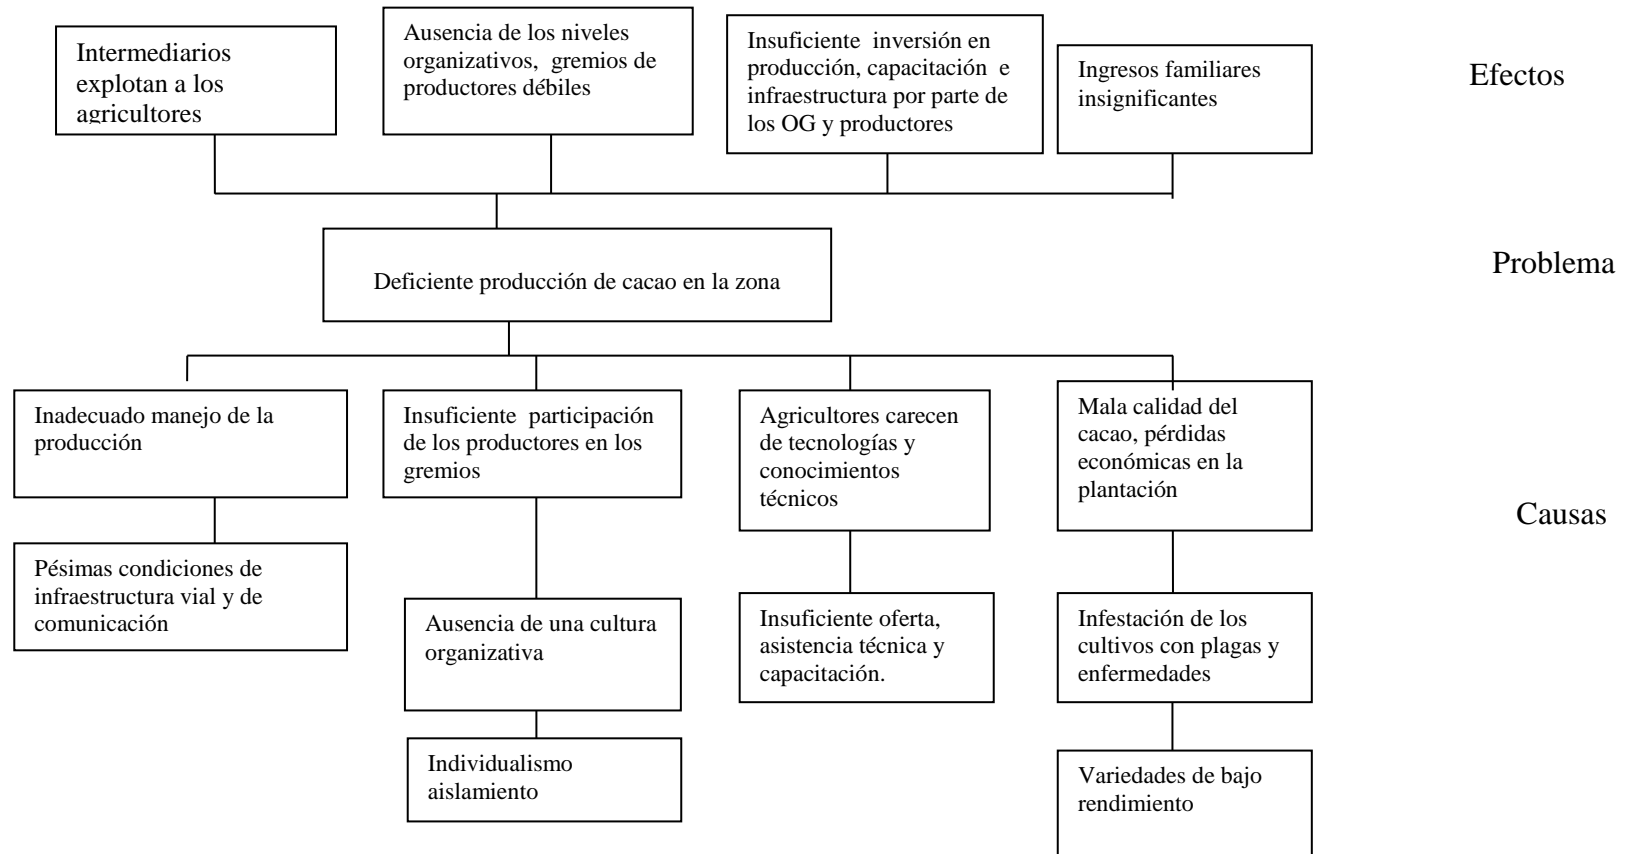 Intermediarios
explotan a los
agricultores
Ausencia de los niveles
organizativos, gremios de
productores débiles
Insuficiente inversión en
producción, capacitación e
infraestructura por parte de
los OG y productores
Ingresos familiares
insignificantes
Efectos
Deficiente producción de cacao en la zona
Problema
Inadecuado manejo de la
producción
Insuficiente participación
de los productores en los
gremios
Agricultores carecen
de tecnologías y
conocimientos
técnicos
Mala calidad del
cacao, pérdidas
económicas en la
plantación
Causas
Pésimas condiciones de
infraestructura vial y de
comunicación
Ausencia de una cultura
organizativa
Insuficiente oferta,
asistencia técnica y
capacitación.
Infestación de los
cultivos con plagas y
enfermedades
Individualismo
aislamiento
Variedades de bajo
rendimiento